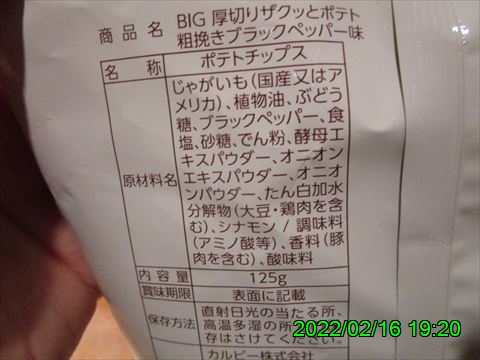 商品名 BIG 厚切りザクッとポテト
粗挽きブラックペッパー味
名称 ポテトチップス
原材料名 じゃがいも(国産又はア
メリカ)、植物油、ぶどう
糖、ブラックペッパー、食
塩、砂糖、でん粉、酵母エ
キスパウダー、オニオン
エキスパウダー、オニオ
ンパウダー、たん白加水
分解物(大豆・鶏肉を含
む)、シナモン / 調味料
(アミノ酸等)、香料(豚
肉を含む)、酸味料
内容量 125g
賞味期限 表面に記載
保存方法 直射日光の当たる所、
高温多湿の所
存はさけてください。
カルビー株式会社
2022/02/16 19:20